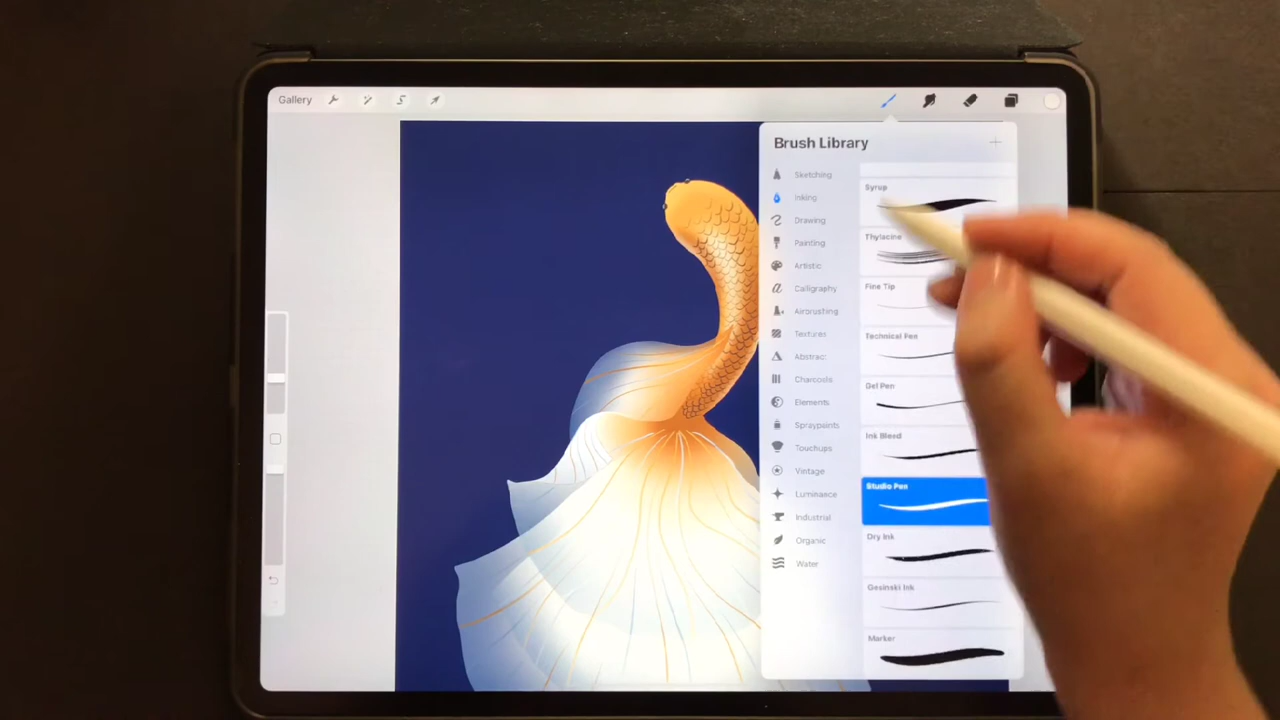 Gallery
Brush Library
Sketching
Inking
Drawing
Painting
Artistic
Calligraphy
Airbrushing
Textures
Abstract
Charcoals
Elements
Spraypaints
Touchups
Vintage
Luminance
Industrial
Organic
Water
Syrup
Thylacine
Fine Tip
Technical Pen
Gel Pen
Ink Bleed
Studio Pen
Dry Ink
Gesinski Ink
Marker